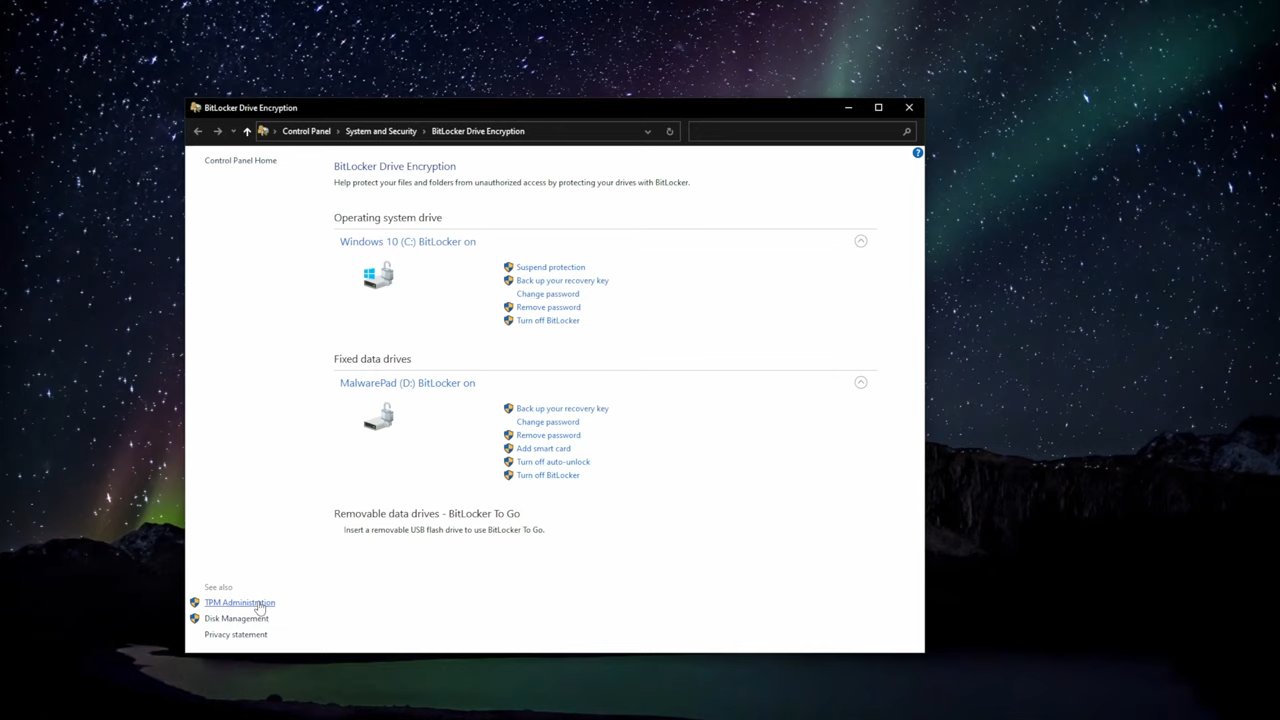 BitLocker Drive Encryption
Control Panel › System and Security › BitLocker Drive Encryption
Control Panel Home
BitLocker Drive Encryption
Help protect your files and folders from unauthorized access by protecting your drives with BitLocker.
Operating system drive
Windows 10 (C:) BitLocker on
Suspend protection
Back up your recovery key
Change password
Remove password
Turn off BitLocker
Fixed data drives
MalwarePad (D:) BitLocker on
Back up your recovery key
Change password
Remove password
Add smart card
Turn off auto-unlock
Turn off BitLocker
Removable data drives - BitLocker To Go
Insert a removable USB flash drive to use BitLocker To Go.
See also
TPM Administration
Disk Management
Privacy statement